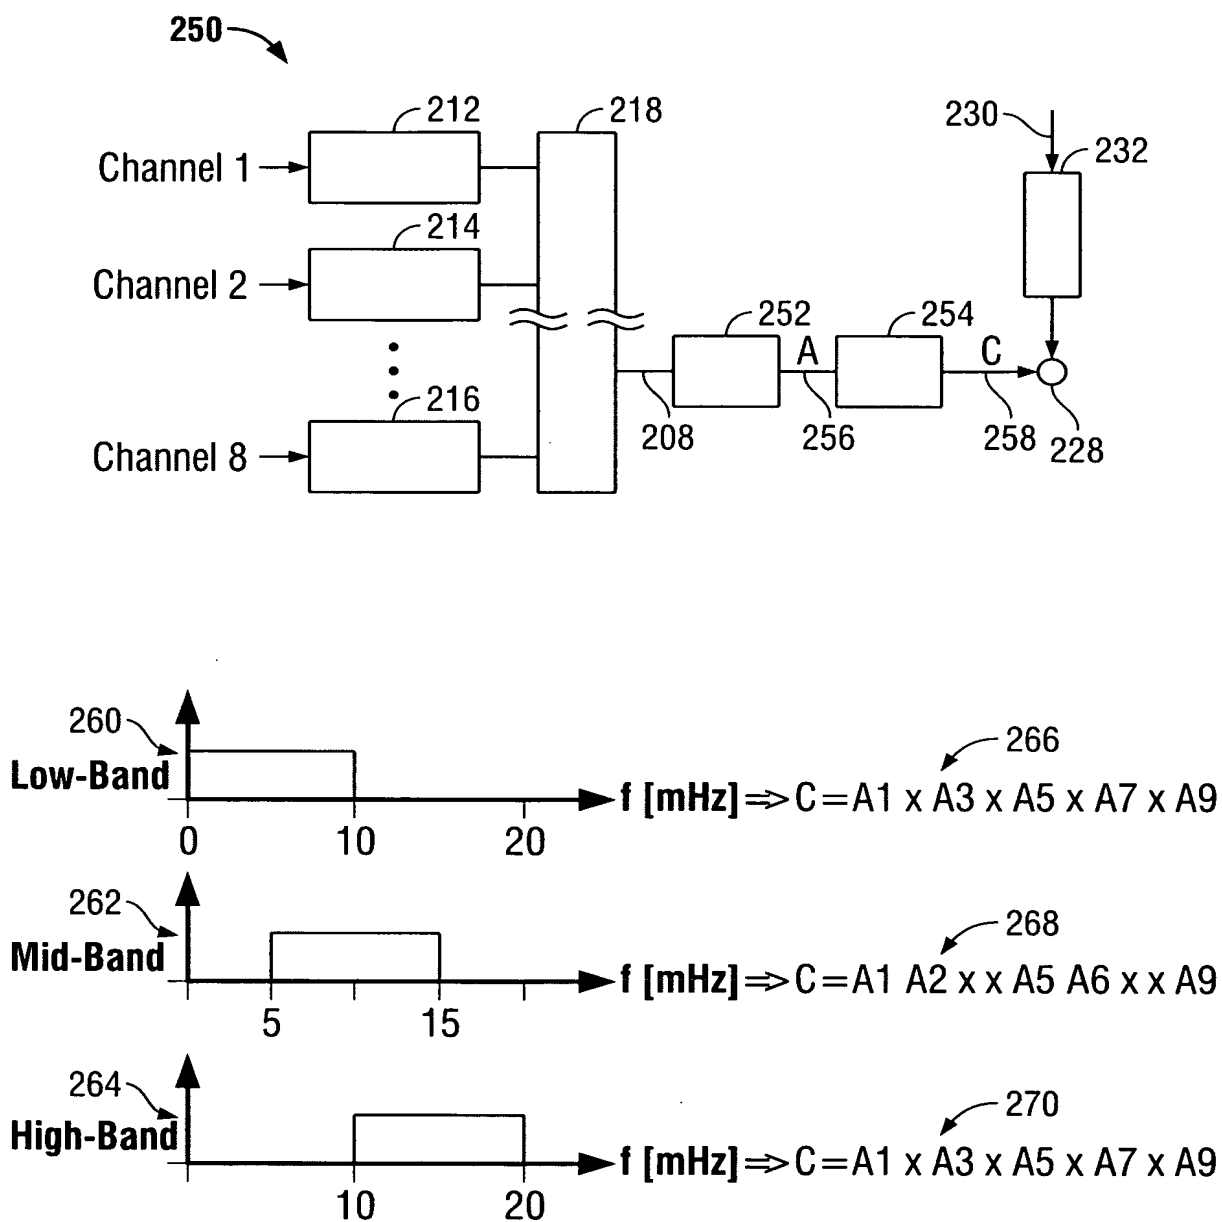 250
212
218
230
232
Channel 1
214
Channel 2
252
254
A
C
216
208
256
258
228
Channel 8
260
266
Low-Band
f [mHz] ⇒ C=A1 x A3 x A5 x A7 x A9
0 10 20
262
268
Mid-Band
f [mHz] ⇒ C=A1 A2 x x A5 A6 x x A9
5 15
264
270
High-Band
f [mHz] ⇒ C=A1 x A3 x A5 x A7 x A9
10 20